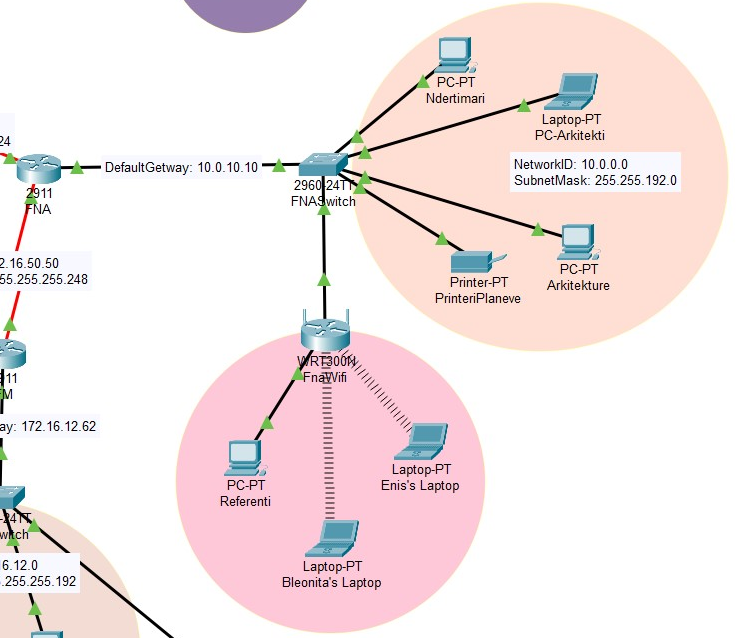 PC-PT
Ndertimari
Laptop-PT
PC-Arkitekti
24
DefaultGetway: 10.0.10.10
NetworkID: 10.0.0.0
SubnetMask: 255.255.192.0
2960-24TT
FNASwitch
2911
FNA
PC-PT
Arkitekture
Printer-PT
PrinteriPlaneve
2.16.50.50
55.255.255.248
WRT300N
FnaWifi
11
M
ay: 172.16.12.62
PC-PT
Referenti
Laptop-PT
Enis's Laptop
-24TT
witch
Laptop-PT
Bleonita's Laptop
6.12.0
.255.255.192